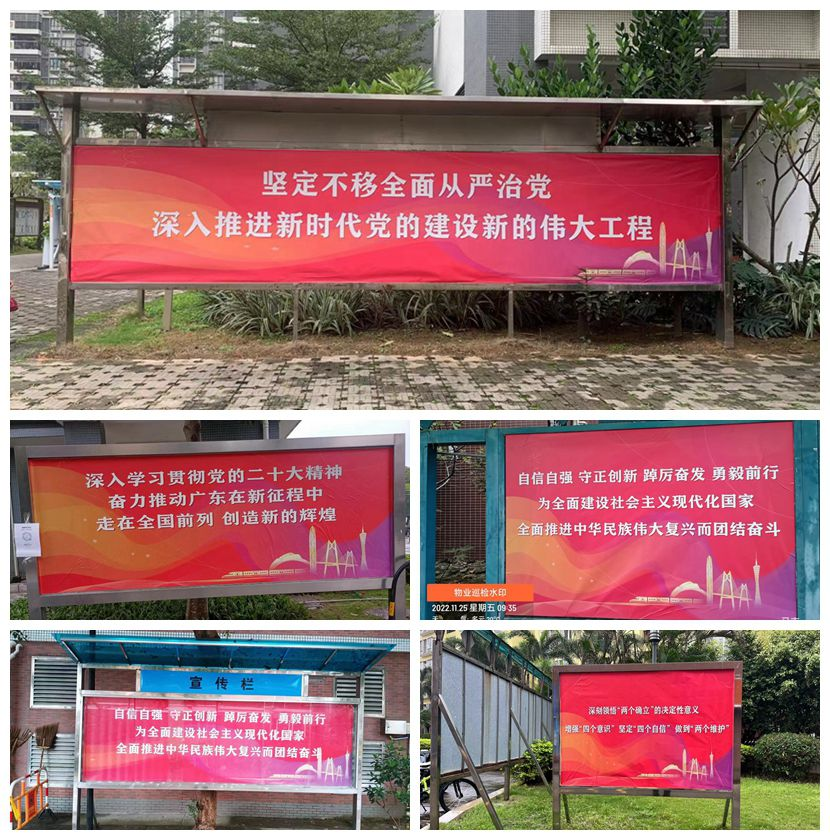 坚定不移全面从严治党
深入推进新时代党的建设新的伟大工程
深入学习贯彻党的二十大精神
奋力推动广东在新征程中
走在全国前列 创造新的辉煌
自信自强 守正创新 踔厉奋发 勇毅前行
为全面建设社会主义现代化国家
全面推进中华民族伟大复兴而团结奋斗
物业巡检水印
2022.11.25 星期五 09:35
宣传栏
自信自强 守正创新 踔厉奋发 勇毅前行
为全面建设社会主义现代化国家
全面推进中华民族伟大复兴而团结奋斗
深刻领悟“两个确立”的决定性意义
增强“四个意识” 坚定“四个自信” 做到“两个维护”